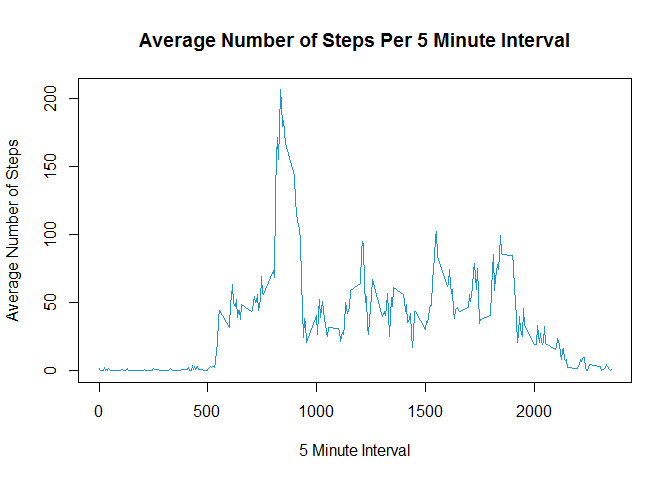 Average Number of Steps Per 5 Minute Interval
Average Number of Steps
200
150
100
50
0
0 500 1000 1500 2000
5 Minute Interval